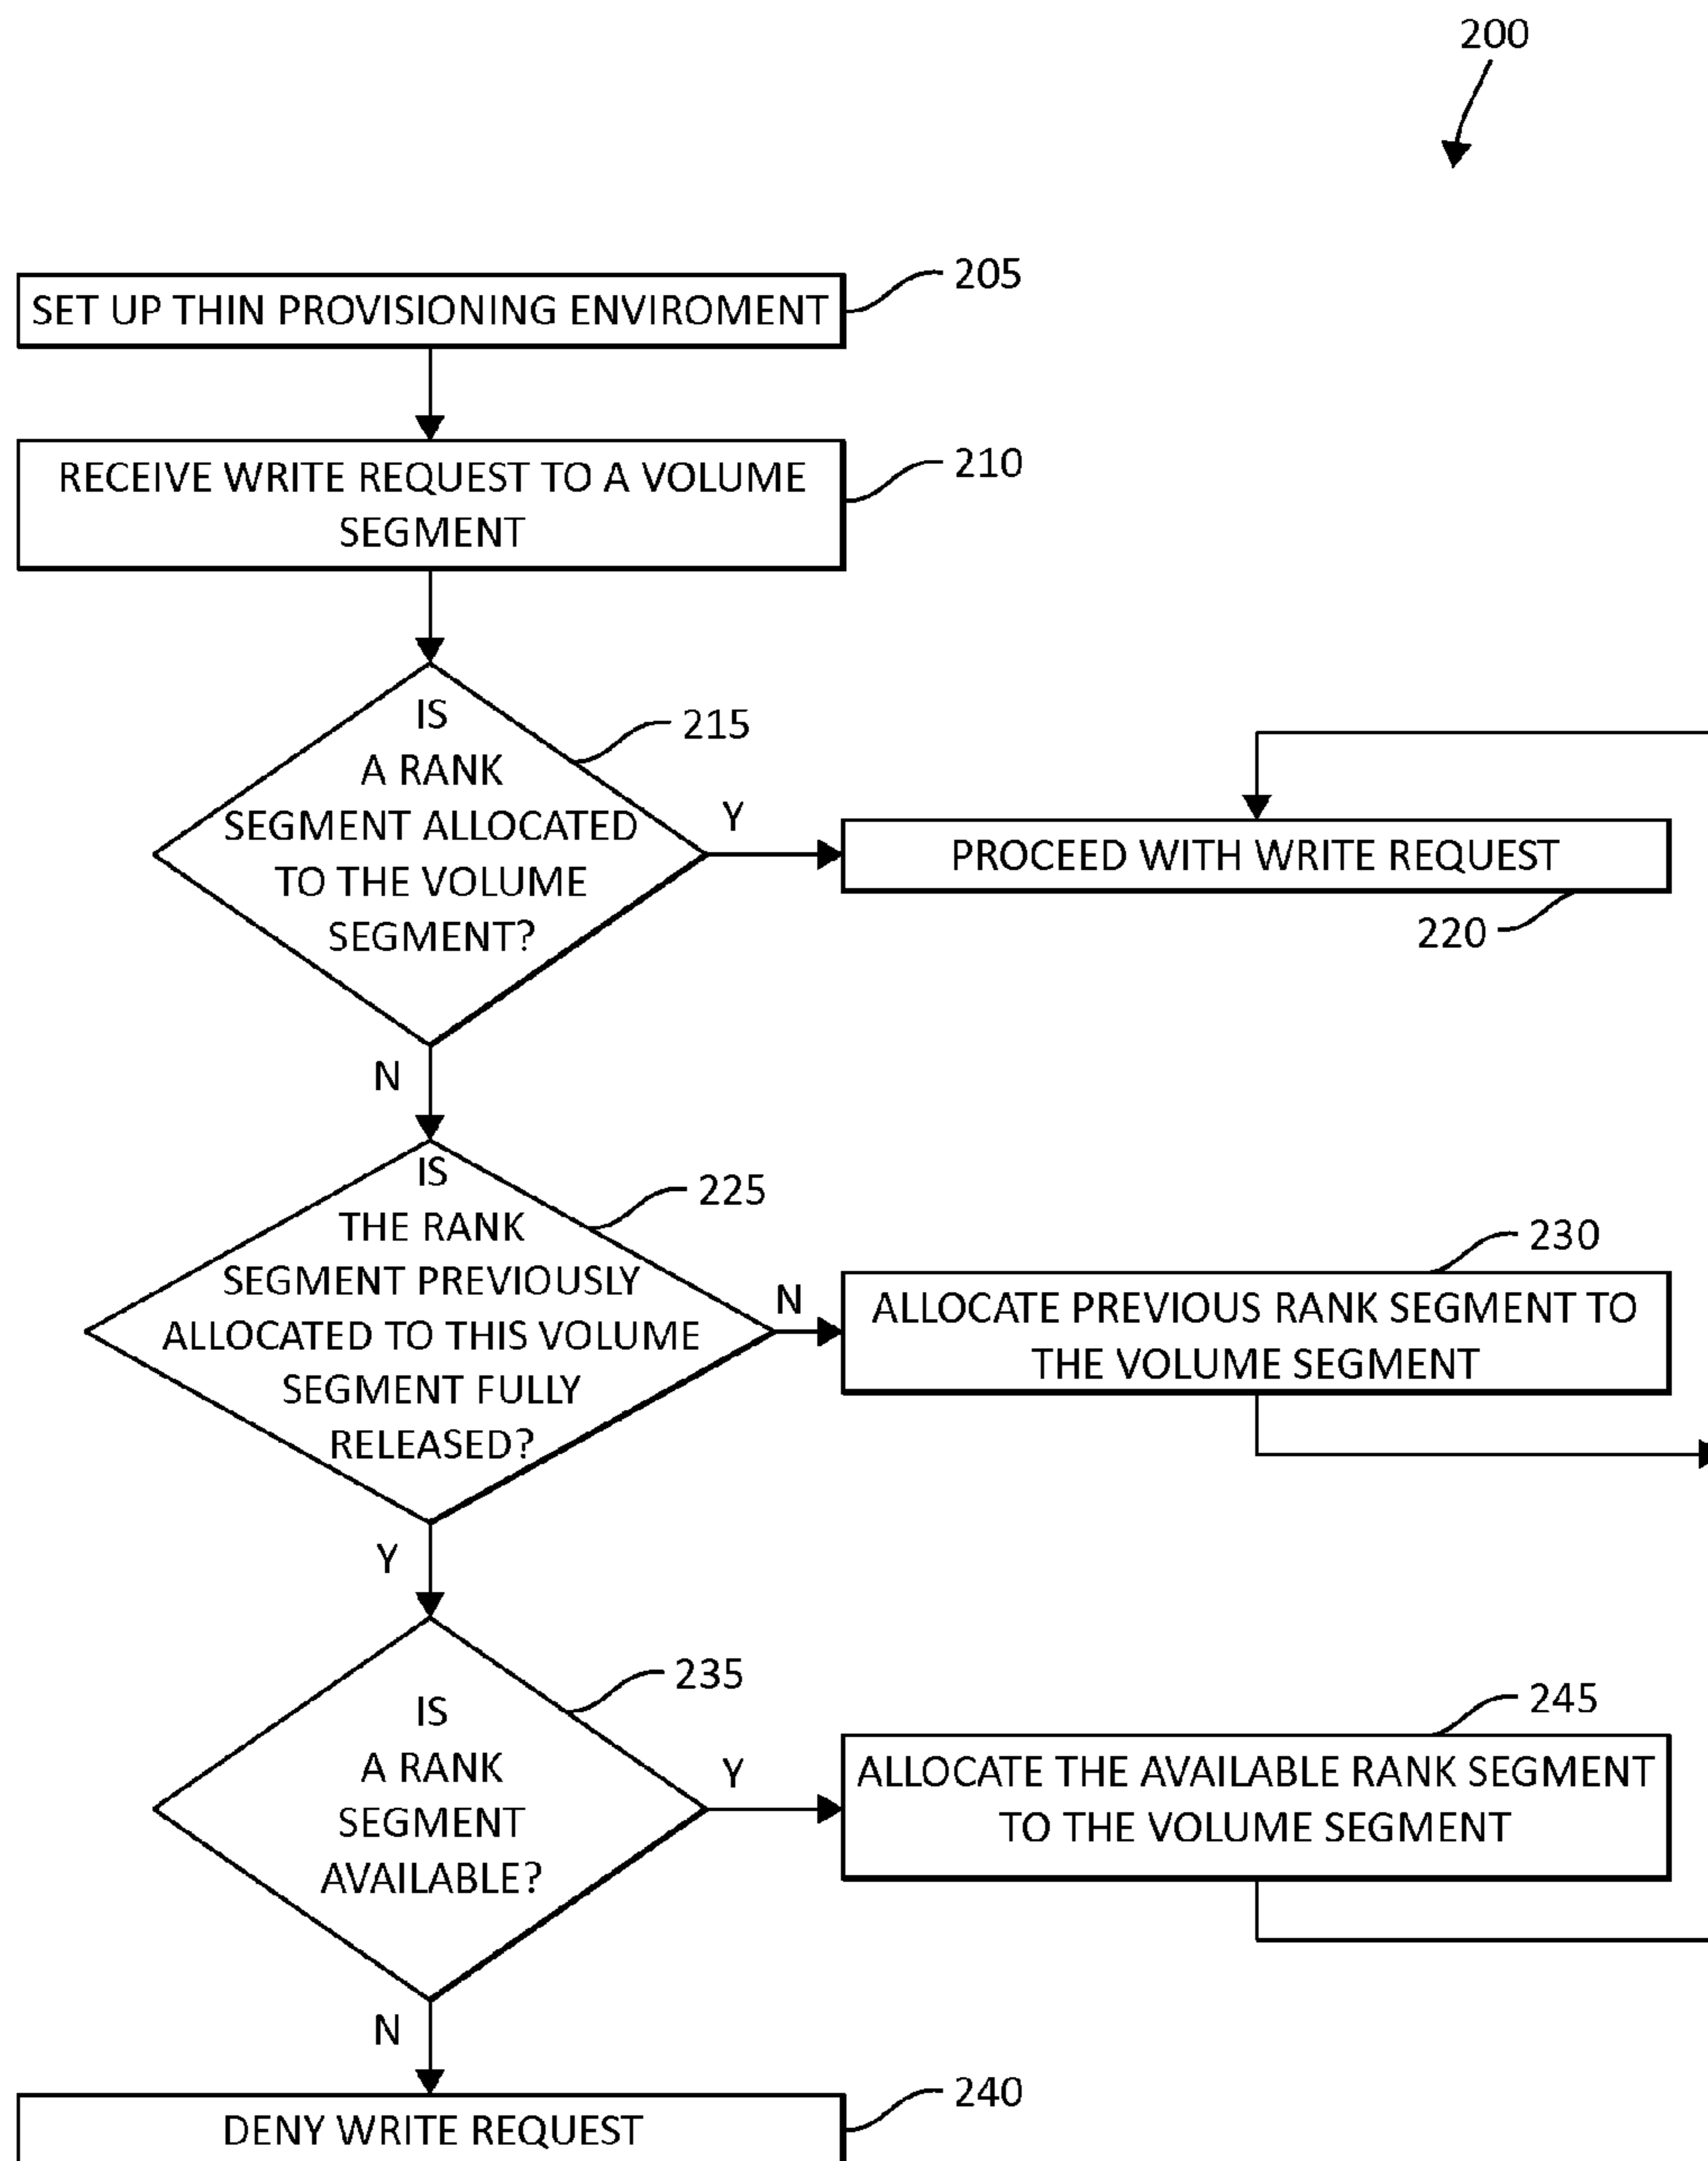 200
SET UP THIN PROVISIONING ENVIROMENT
205
RECEIVE WRITE REQUEST TO A VOLUME
SEGMENT
210
IS
A RANK
SEGMENT ALLOCATED
TO THE VOLUME
SEGMENT?
215
Y
PROCEED WITH WRITE REQUEST
220
N
IS
THE RANK
SEGMENT PREVIOUSLY
ALLOCATED TO THIS VOLUME
SEGMENT FULLY
RELEASED?
225
N
230
ALLOCATE PREVIOUS RANK SEGMENT TO
THE VOLUME SEGMENT
Y
IS
A RANK
SEGMENT
AVAILABLE?
235
Y
245
ALLOCATE THE AVAILABLE RANK SEGMENT
TO THE VOLUME SEGMENT
N
DENY WRITE REQUEST
240